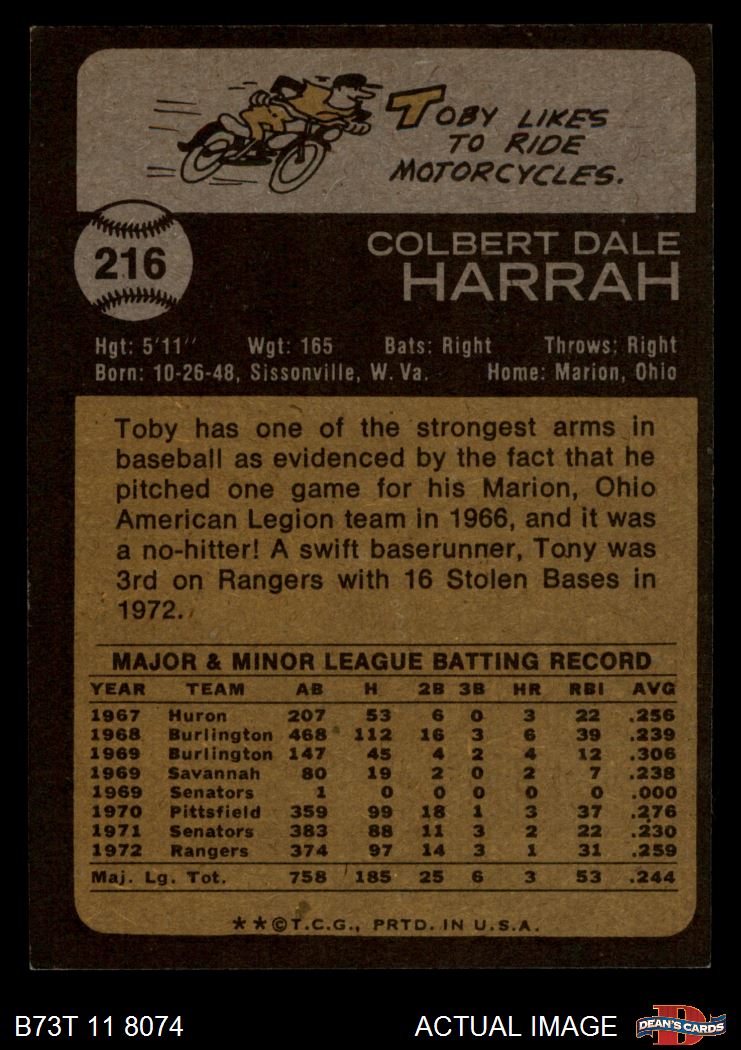 TOBY LIKES
TO RIDE
MOTORCYCLES.
216
COLBERT DALE
HARRAH
Hgt: 5'11" Wgt: 165 Bats: Right Throws: Right
Born: 10-26-48, Sissonville, W. Va. Home: Marion, Ohio
Toby has one of the strongest arms in
baseball as evidenced by the fact that he
pitched one game for his Marion, Ohio
American Legion team in 1966, and it was
a no-hitter! A swift baserunner, Tony was
3rd on Rangers with 16 Stolen Bases in
1972.
MAJOR & MINOR LEAGUE BATTING RECORD
YEAR TEAM AB H 2B 3B HR RBI AVG
1967 Huron 207 53 6 0 3 22 .256
1968 Burlington 468 112 16 3 6 39 .239
1969 Burlington 147 45 4 2 4 12 .306
1969 Savannah 80 19 2 0 2 7 .238
1969 Senators 1 0 0 0 0 0 .000
1970 Pittsfield 359 99 18 1 3 37 .276
1971 Senators 383 88 11 3 2 22 .230
1972 Rangers 374 97 14 3 1 31 .259
Maj. Lg. Tot. 758 185 25 6 3 53 .244
**©T.C.G., PRTD. IN U.S.A.
B73T 11 8074 ACTUAL IMAGE DEAN'S CARDS